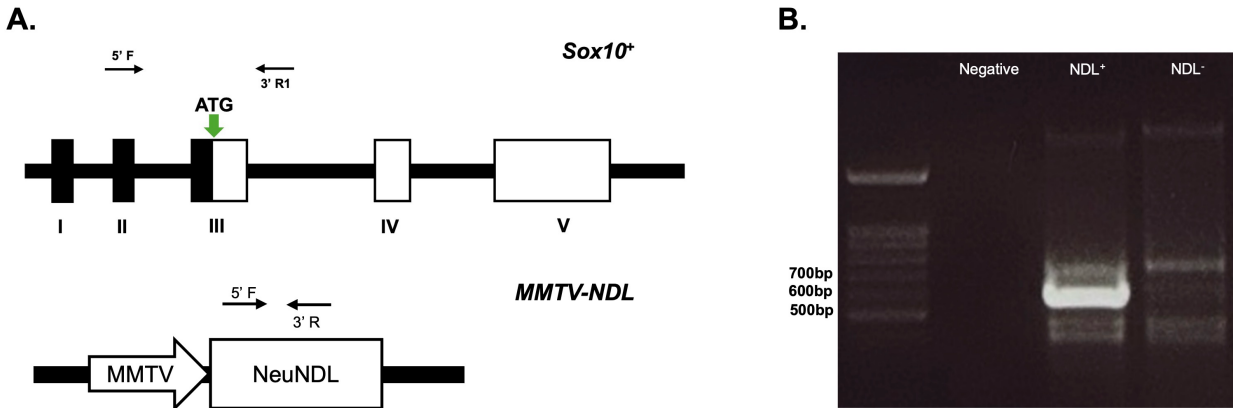 A.
Sox10⁺
5' F
3' R1
ATG
I II III IV V
MMTV-NDL
5' F
3' R
MMTV
NeuNDL
B.
Negative NDL⁺ NDL⁻
700bp
600bp
500bp